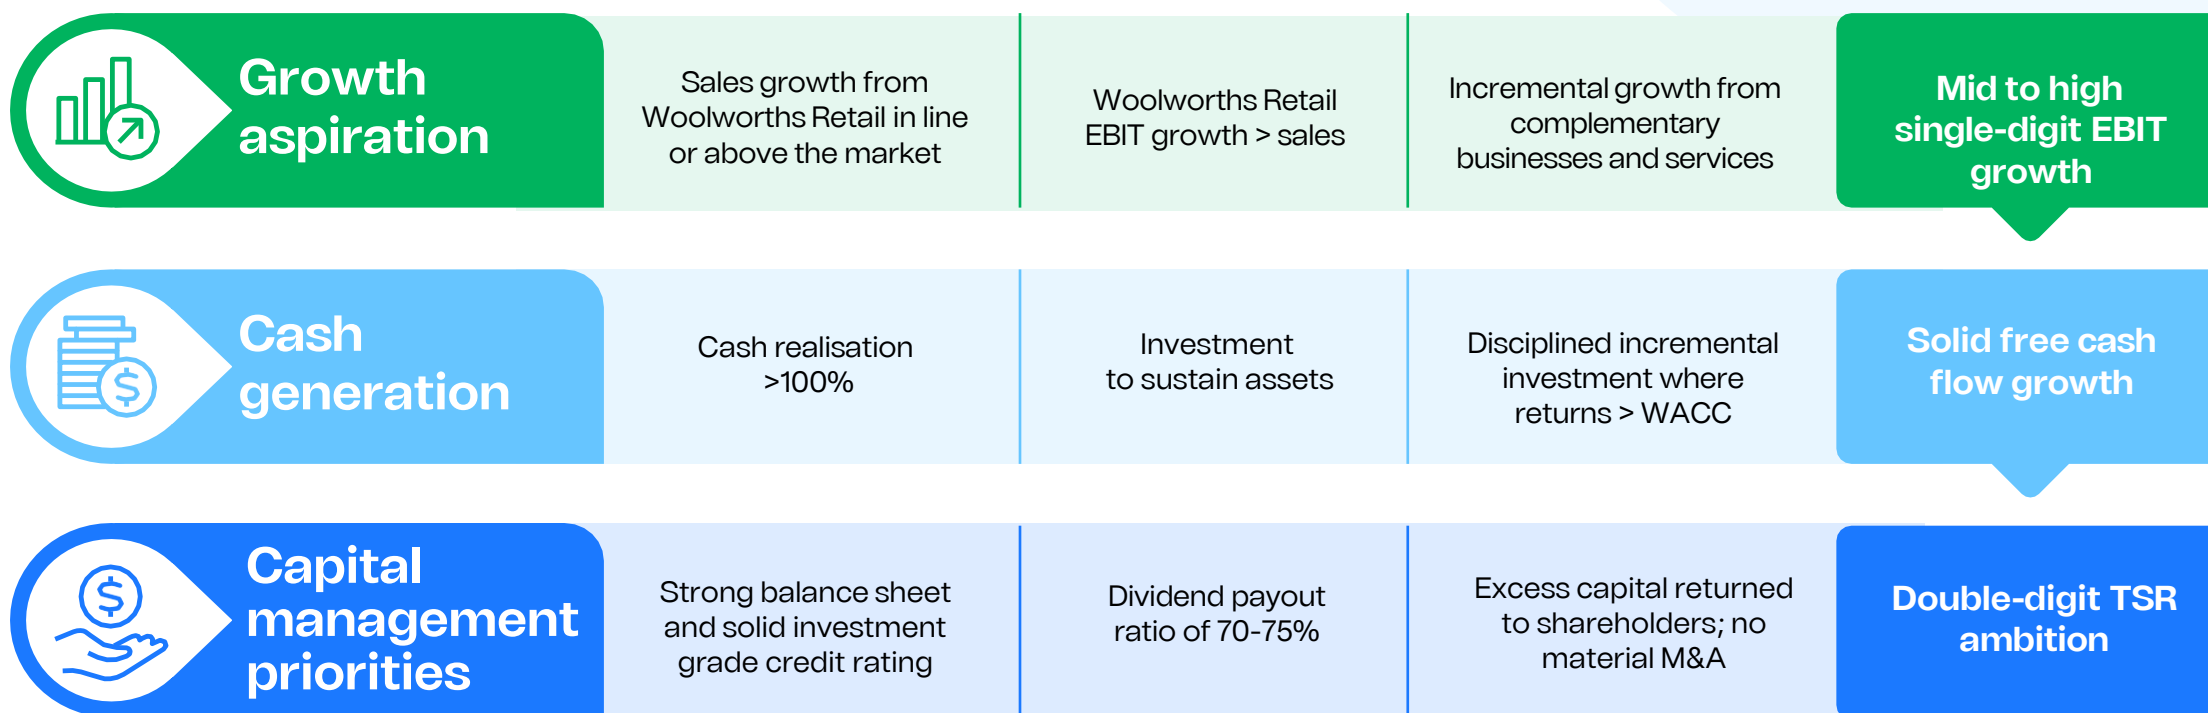 Growth
aspiration
Sales growth from
Woolworths Retail in line
or above the market
Woolworths Retail
EBIT growth > sales
Incremental growth from
complementary
businesses and services
Mid to high
single-digit EBIT
growth
Cash
generation
Cash realisation
>100%
Investment
to sustain assets
Disciplined incremental
investment where
returns > WACC
Solid free cash
flow growth
Capital
management
priorities
Strong balance sheet
and solid investment
grade credit rating
Dividend payout
ratio of 70-75%
Excess capital returned
to shareholders; no
material M&A
Double-digit TSR
ambition